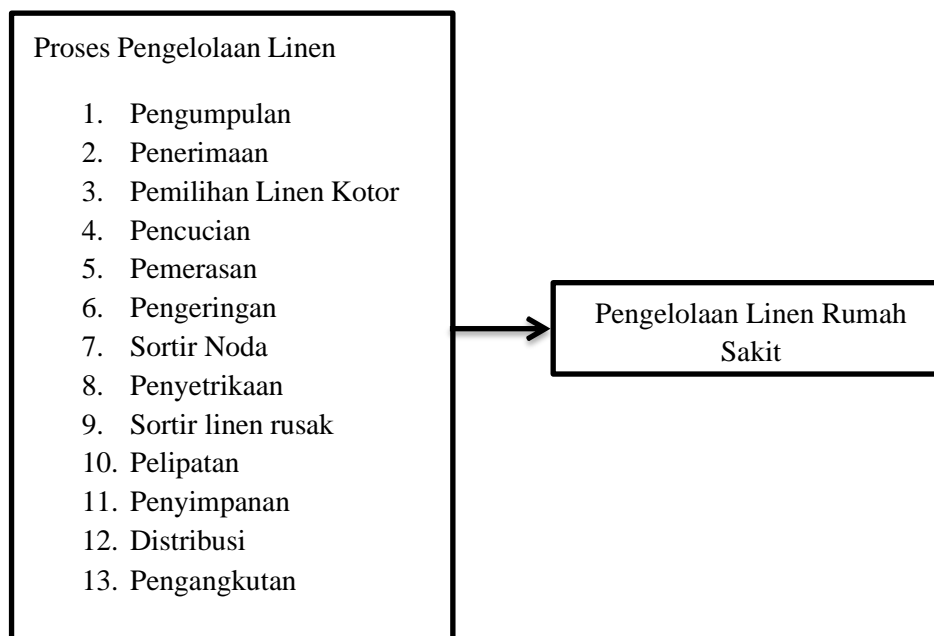 Proses Pengelolaan Linen
1. Pengumpulan
2. Penerimaan
3. Pemilihan Linen Kotor
4. Pencucian
5. Pemerasan
6. Pengeringan
7. Sortir Noda
8. Penyetrikaan
9. Sortir linen rusak
10. Pelipatan
11. Penyimpanan
12. Distribusi
13. Pengangkutan
Pengelolaan Linen Rumah
Sakit